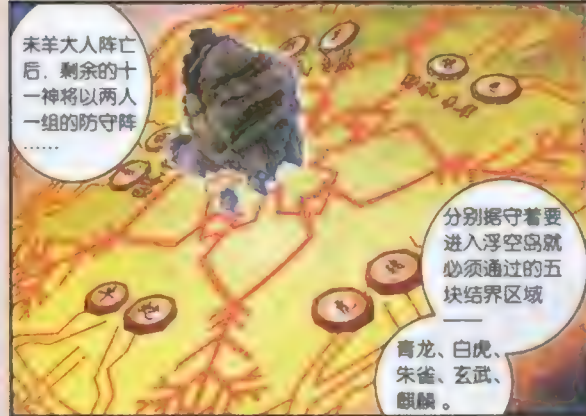 未羊大人阵亡
后，剩余的十
一神将以两人
一组的防守阵
……
分别据守着要
进入浮空岛就
必须通过的五
块结界区域
——
青龙、白虎、
朱雀、玄武、
麒麟。